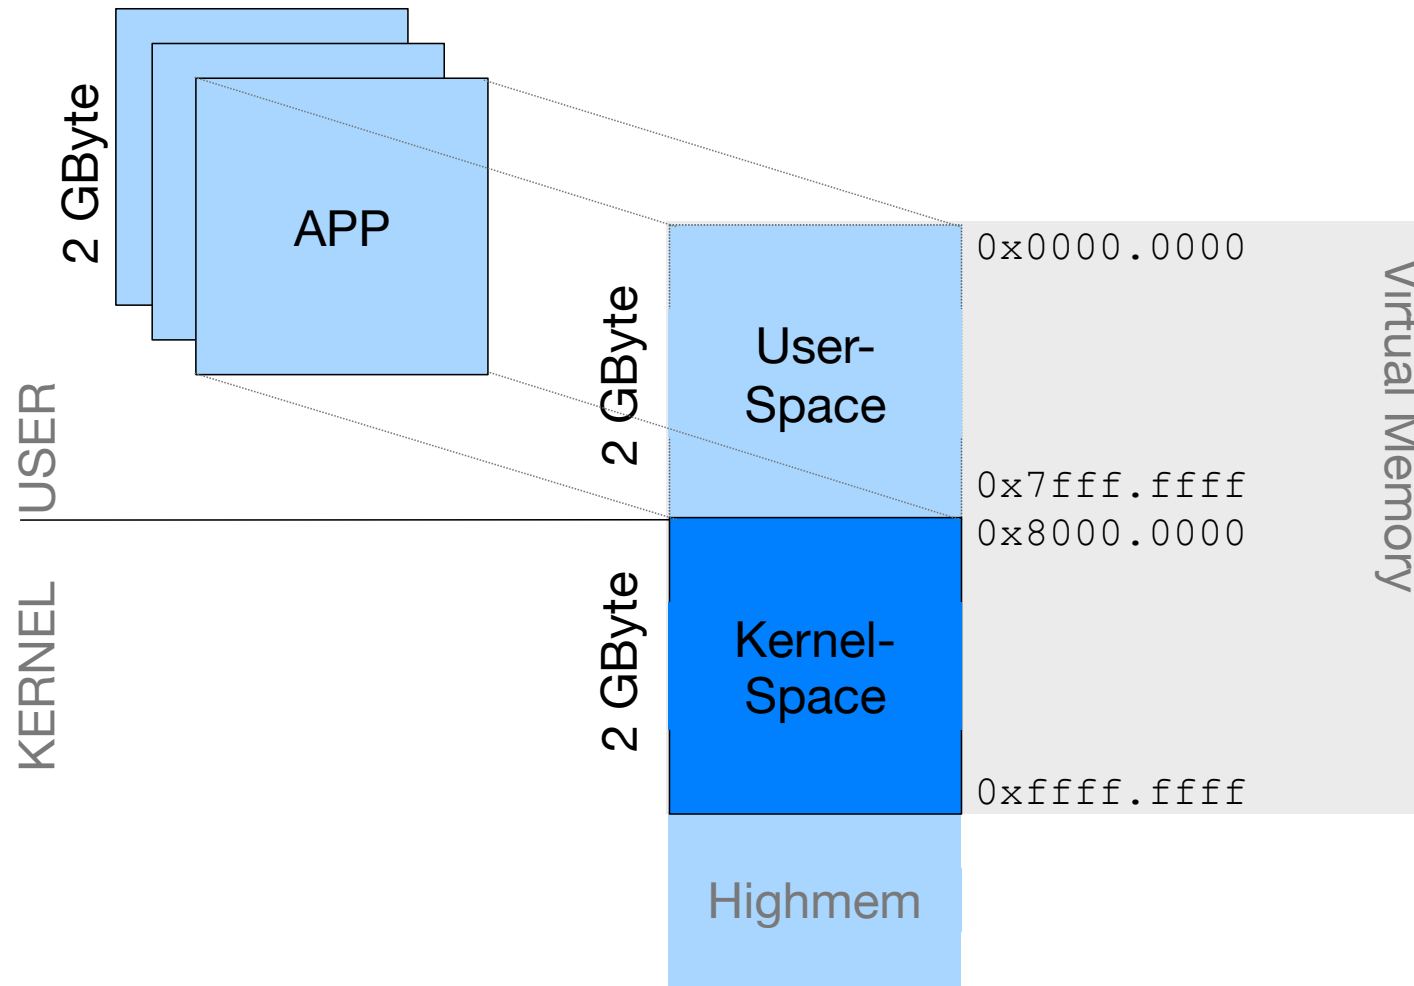 2 GByte
APP
0x0000.0000
2 GByte
User-
Space
Virtual Memory
USER
0x7fff.ffff
0x8000.0000
KERNEL
2 GByte
Kernel-
Space
0xffff.ffff
Highmem